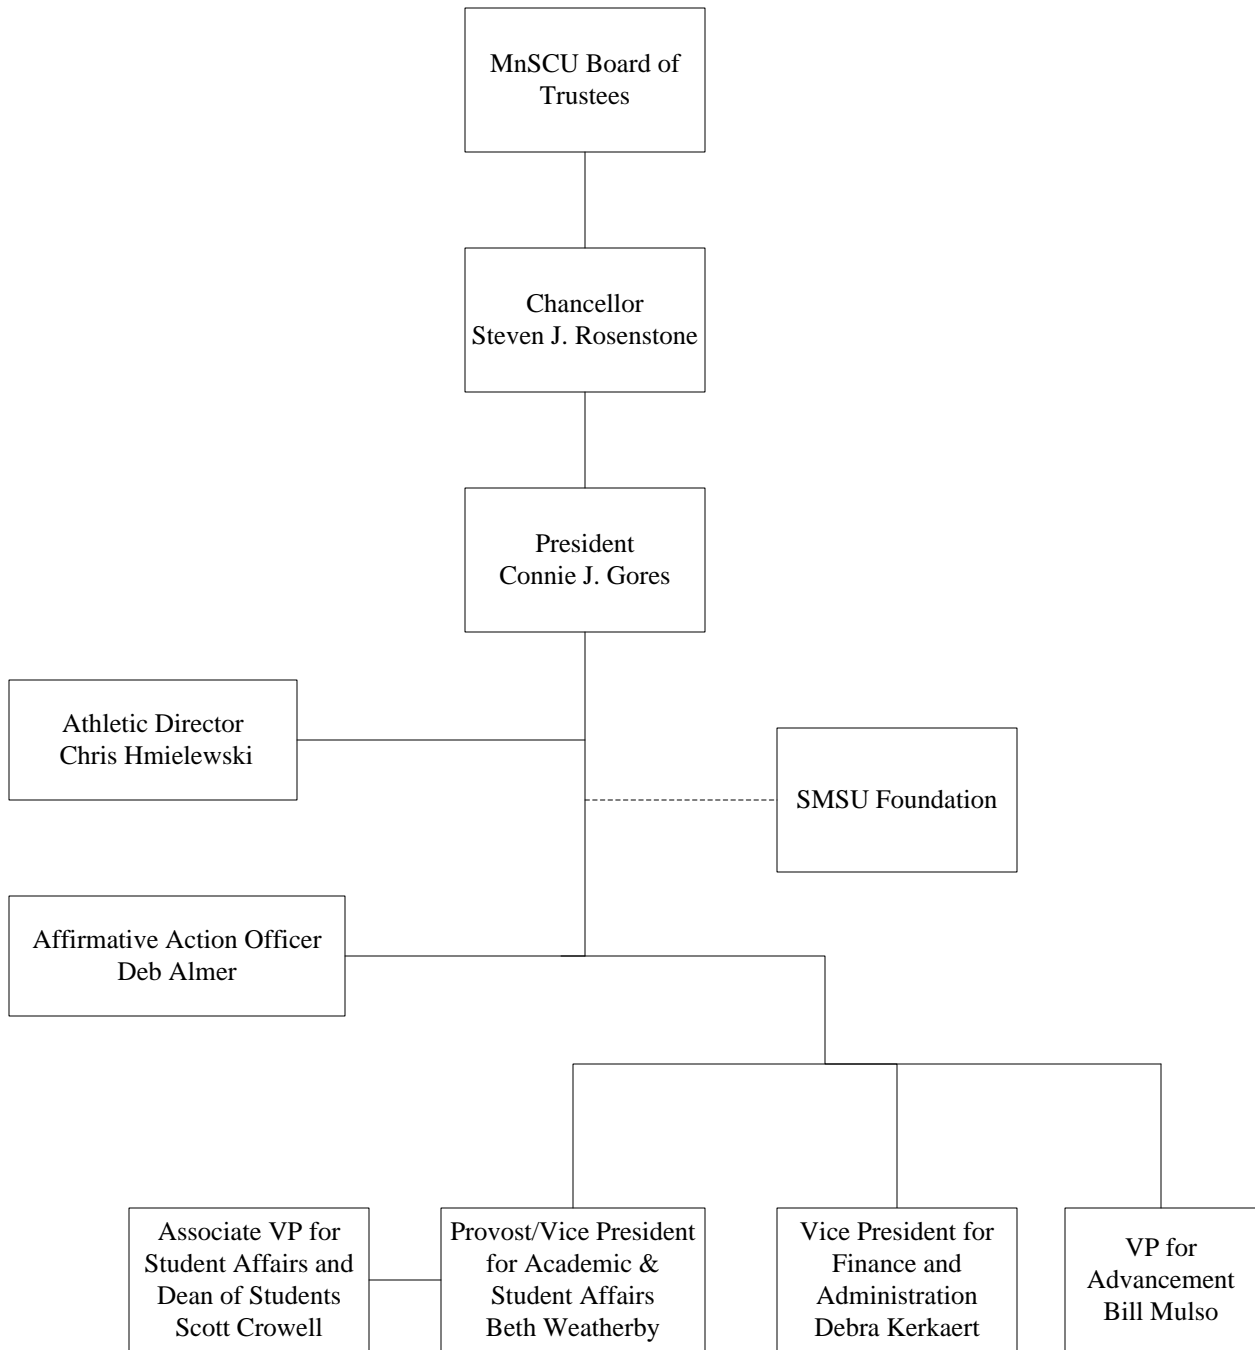 MnSCU Board of
Trustees
Chancellor
Steven J. Rosenstone
President
Connie J. Gores
Athletic Director
Chris Hmielewski
SMSU Foundation
Affirmative Action Officer
Deb Almer
Associate VP for
Student Affairs and
Dean of Students
Scott Crowell
Provost/Vice President
for Academic &
Student Affairs
Beth Weatherby
Vice President for
Finance and
Administration
Debra Kerkaert
VP for
Advancement
Bill Mulso